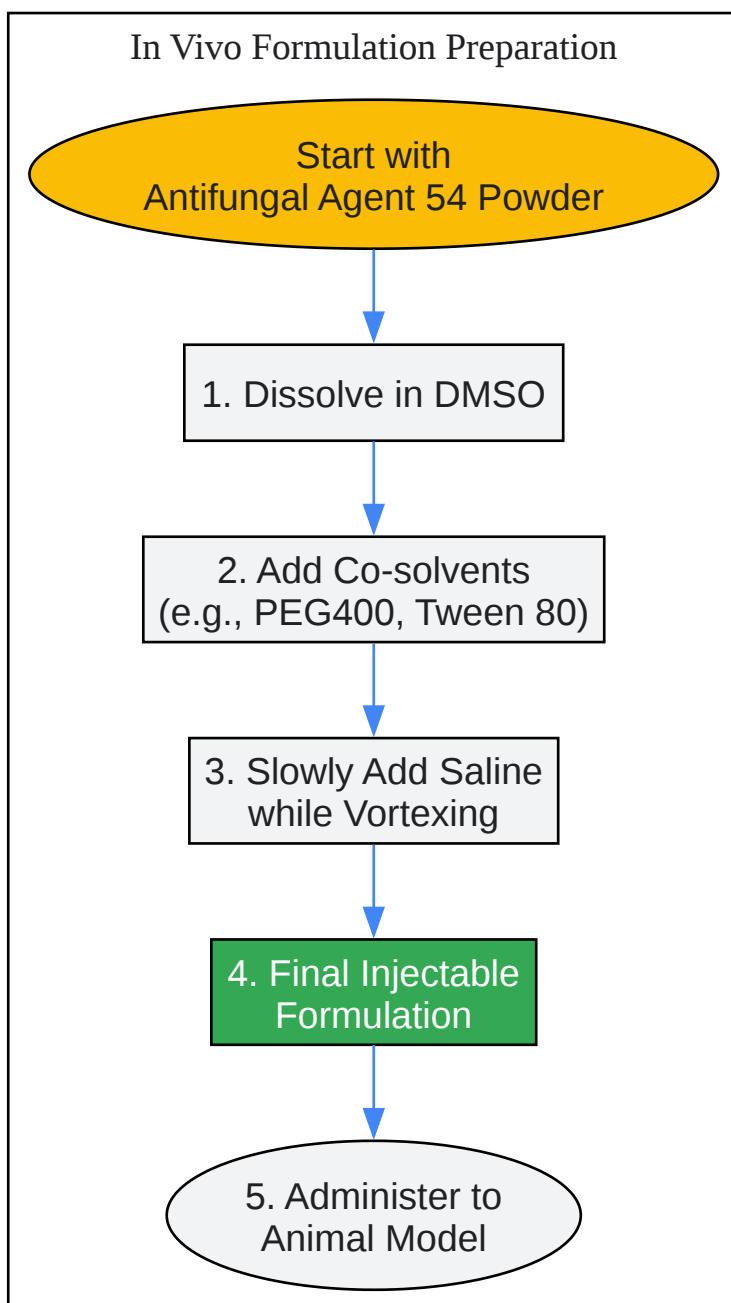 In Vivo Formulation Preparation
Start with
Antifungal Agent 54 Powder
1. Dissolve in DMSO
2. Add Co-solvents
(e.g., PEG400, Tween 80)
3. Slowly Add Saline
while Vortexing
4. Final Injectable
Formulation
5. Administer to
Animal Model